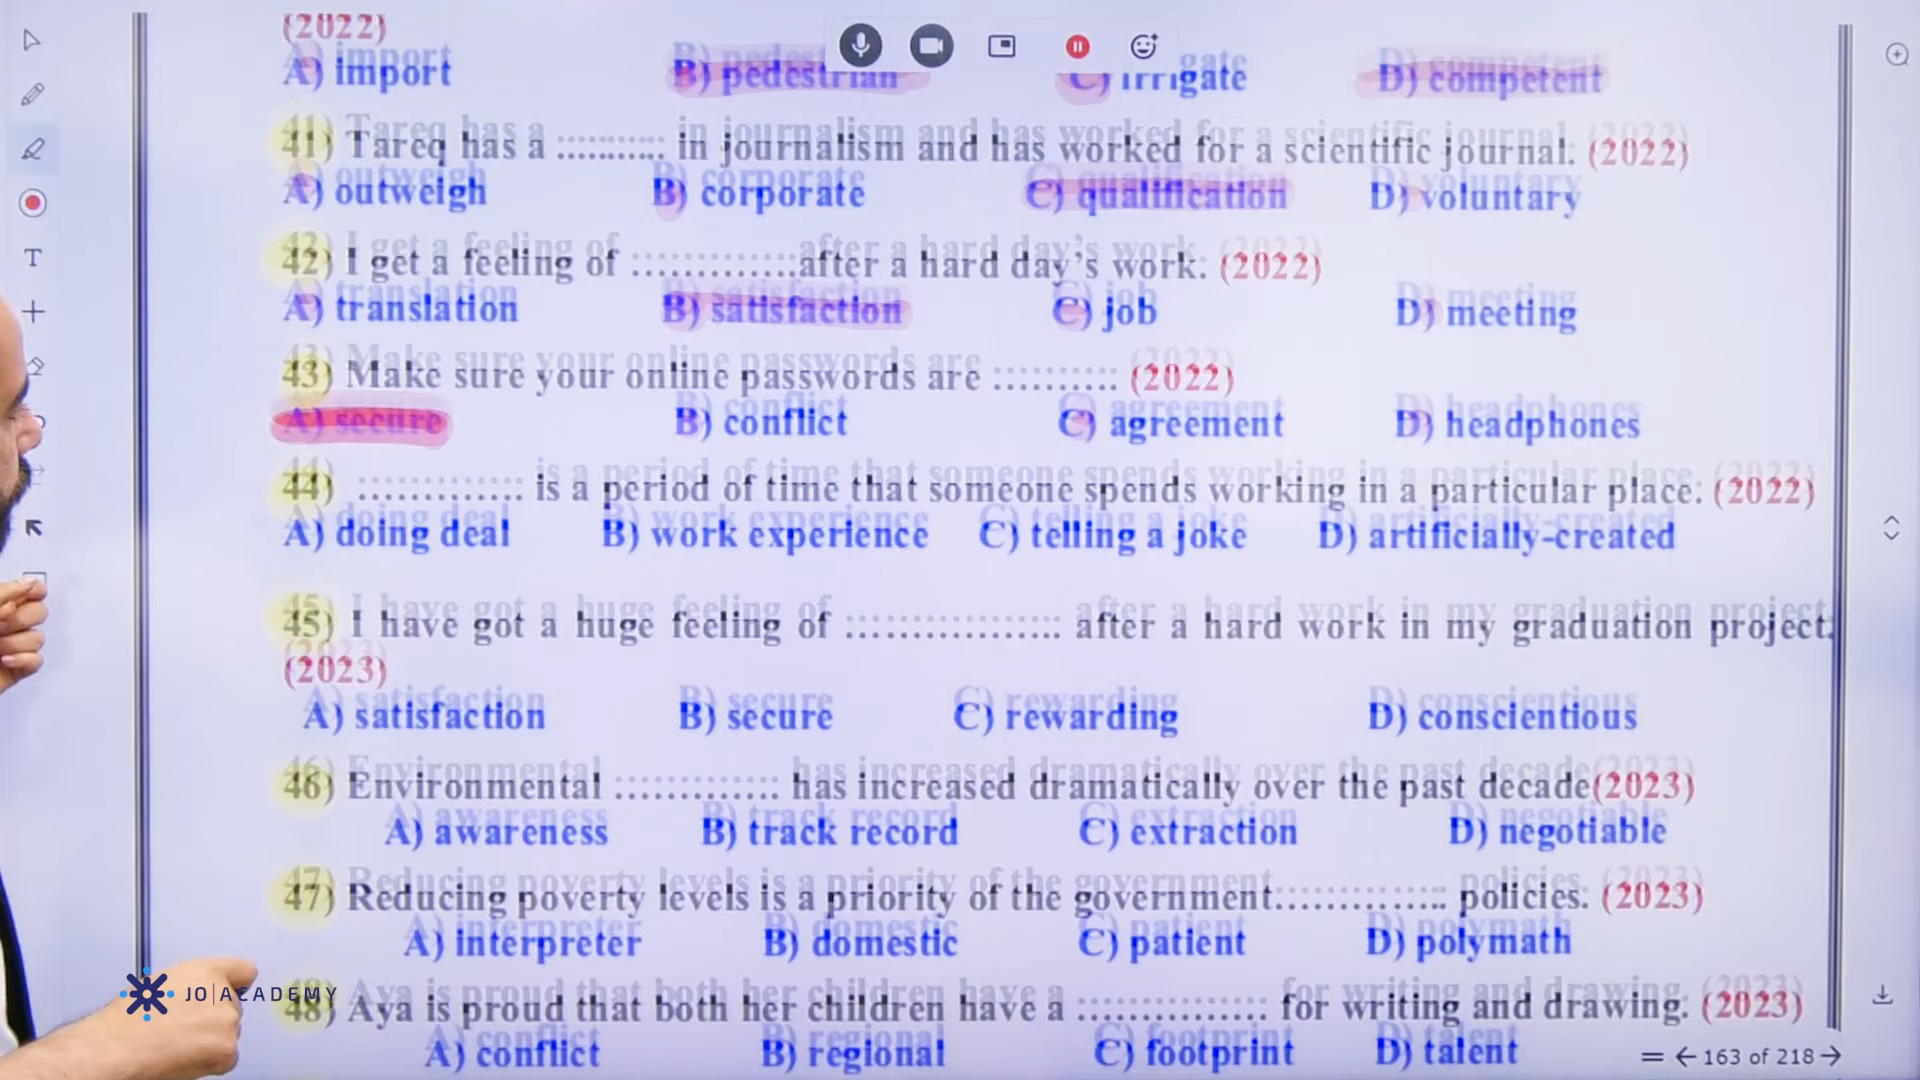 (2022)
A) import B) pedestrian C) irrigate D) competent
41) Tareq has a ........... in journalism and has worked for a scientific journal. (2022)
A) outweigh B) corporate C) qualification D) voluntary
42) I get a feeling of ..............after a hard day's work. (2022)
A) translation B) satisfaction C) job D) meeting
43) Make sure your online passwords are .......... (2022)
A) secure B) conflict C) agreement D) headphones
44) ............. is a period of time that someone spends working in a particular place. (2022)
A) doing deal B) work experience C) telling a joke D) artificially-created
45) I have got a huge feeling of ................. after a hard work in my graduation project.
(2023)
A) satisfaction B) secure C) rewarding D) conscientious
46) Environmental ............. has increased dramatically over the past decade(2023)
A) awareness B) track record C) extraction D) negotiable
47) Reducing poverty levels is a priority of the government.............. policies. (2023)
A) interpreter B) domestic C) patient D) polymath
48) Aya is proud that both her children have a ............... for writing and drawing. (2023)
A) conflict B) regional C) footprint D) talent
JO|ACADEMY
163 of 218